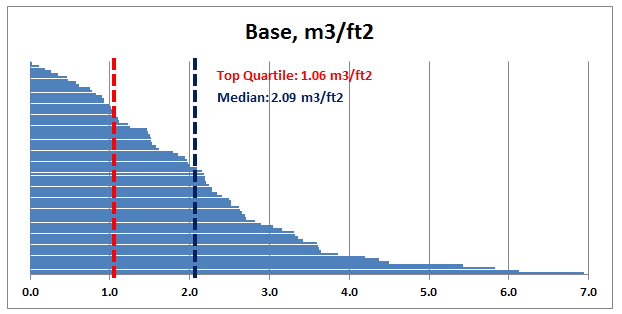 Base, m3/ft2
Top Quartile: 1.06 m3/ft2
Median: 2.09 m3/ft2
0.0 1.0 2.0 3.0 4.0 5.0 6.0 7.0